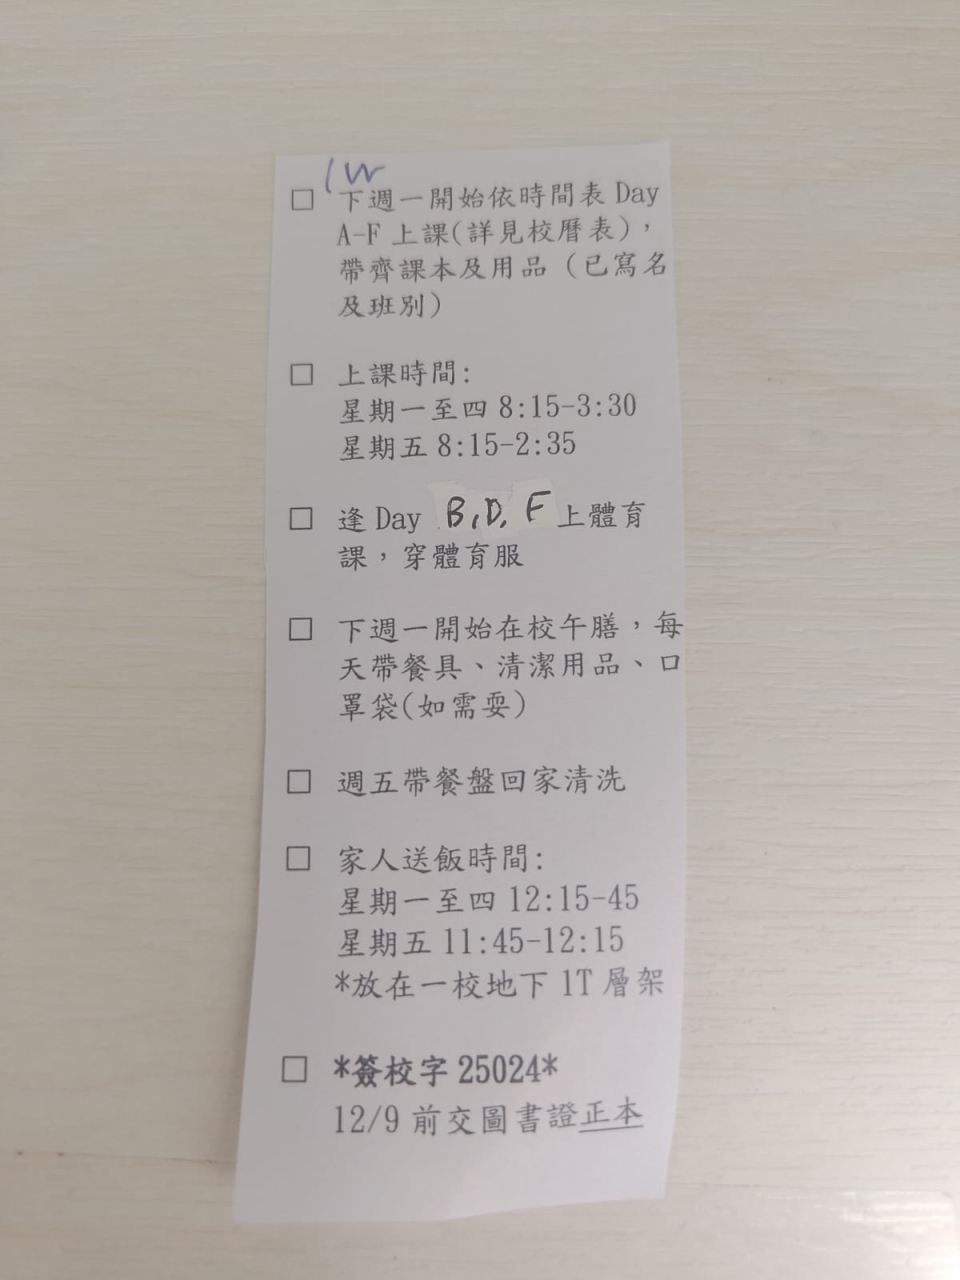 1W
□ 下週一開始依時間表 Day
A-F 上課(詳見校曆表)，
帶齊課本及用品（已寫名
及班別）
□ 上課時間:
星期一至四 8:15-3:30
星期五 8:15-2:35
□ 逢 Day B,D, F 上體育
課，穿體育服
□ 下週一開始在校午膳，每
天帶餐具、清潔用品、口
罩袋(如需耍)
□ 週五帶餐盤回家清洗
□ 家人送飯時間:
星期一至四 12:15-45
星期五 11:45-12:15
*放在一校地下 1T 層架
□ *簽校字 25024*
12/9 前交圖書證正本